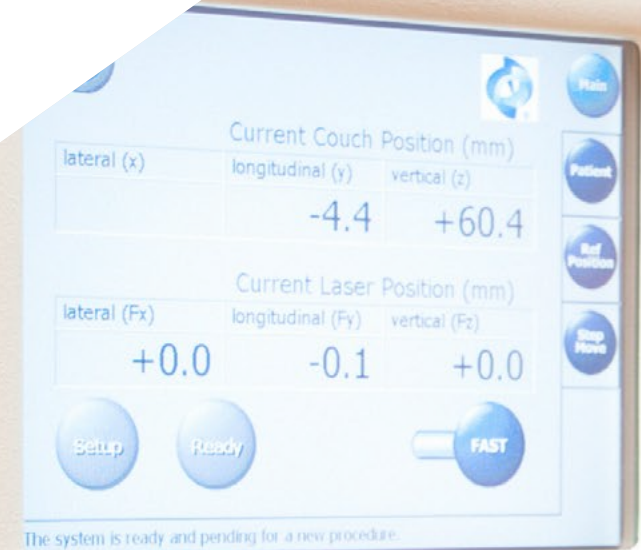 Main
Current Couch Position (mm)
lateral (x) longitudinal (y) vertical (z)
Patient
-4.4 +60.4
Ref
Position
Current Laser Position (mm)
lateral (Fx) longitudinal (Fy) vertical (Fz)
Step
Move
+0.0 -0.1 +0.0
Setup Ready FAST
The system is ready and pending for a new procedure.